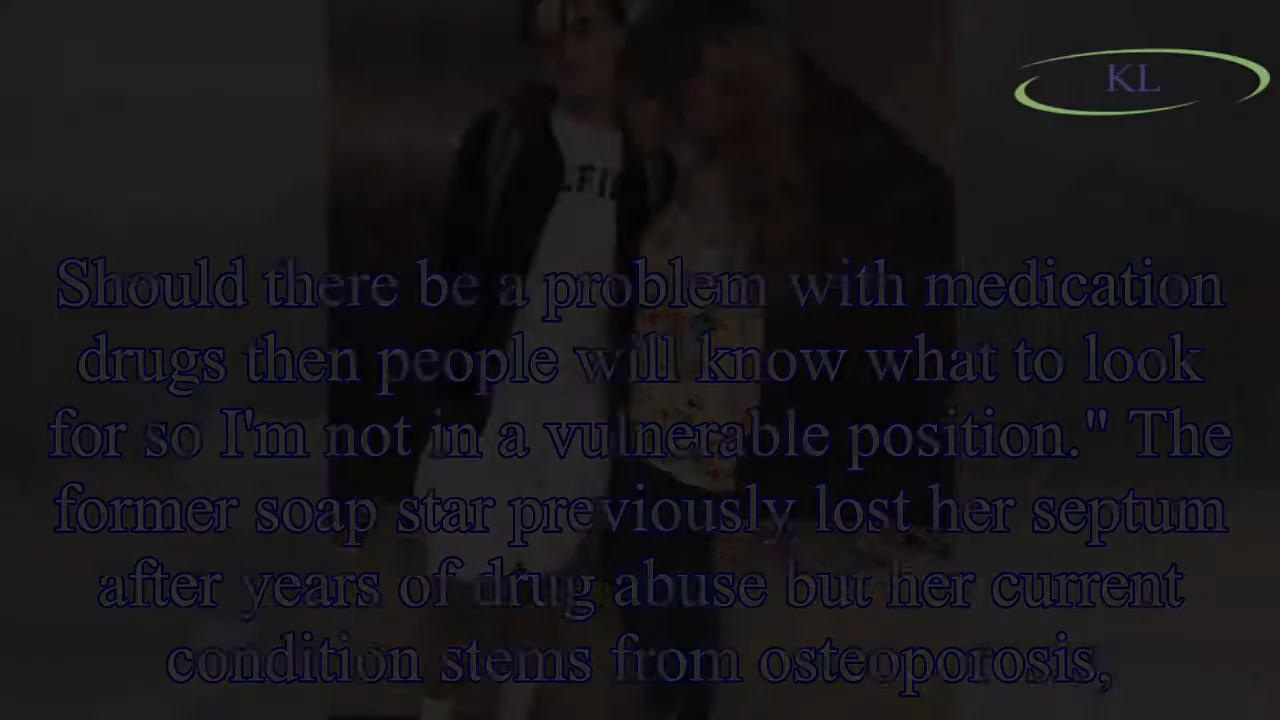 KL
Should there be a problem with medication
drugs then people will know what to look
for so I'm not in a vulnerable position." The
former soap star previously lost her septum
after years of drug abuse but her current
condition stems from osteoporosis,